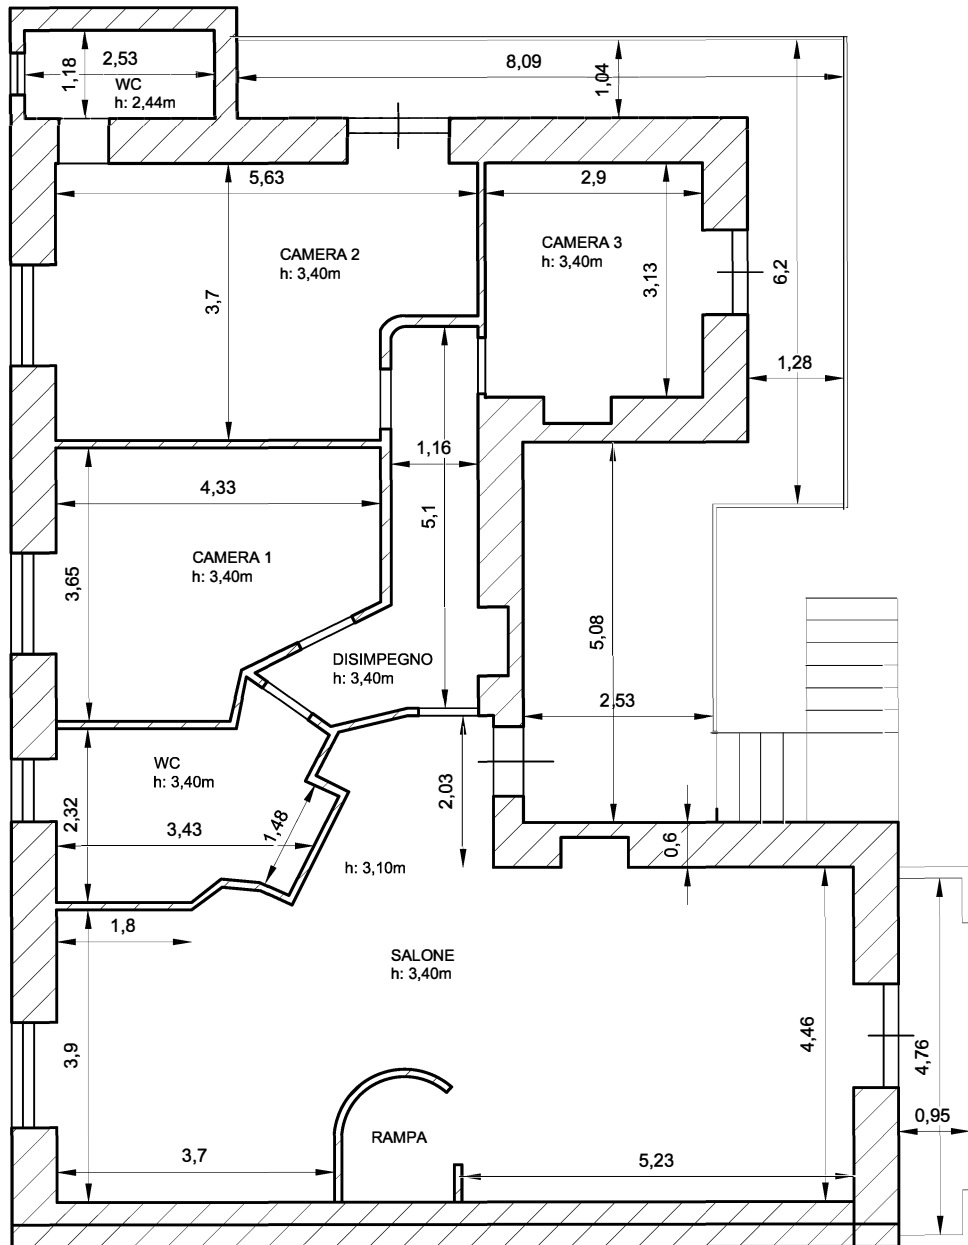 2,53
1,18
WC
h: 2,44m
8,09
1,04
5,63
2,9
CAMERA 2
h: 3,40m
CAMERA 3
h: 3,40m
3,7
3,13
6,2
1,28
1,16
4,33
5,1
CAMERA 1
h: 3,40m
3,65
5,08
DISIMPEGNO
h: 3,40m
2,53
WC
h: 3,40m
2,03
2,32
3,43
1,48
0,6
h: 3,10m
1,8
SALONE
h: 3,40m
3,9
4,46
4,76
0,95
RAMPA
3,7
5,23